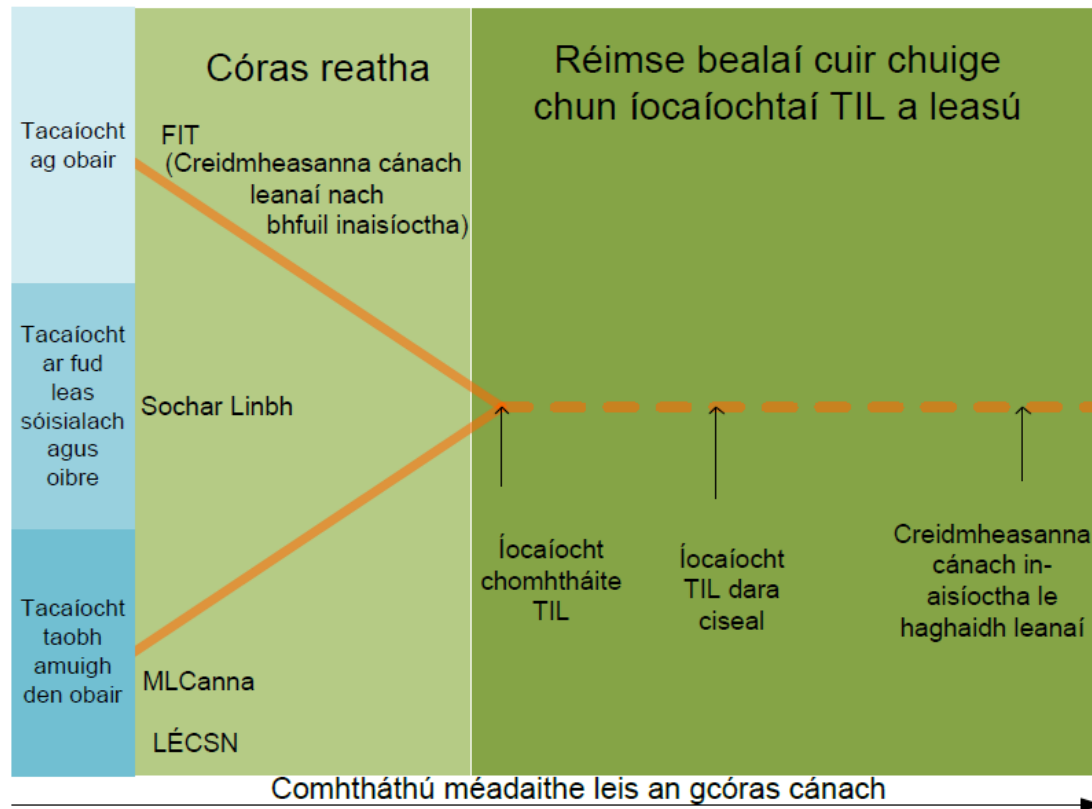 Córas reatha
Réimse bealaí cuir chuige
chun íocaíochtaí TIL a leasú
Tacaíocht
ag obair
FIT
(Creidmheasanna cánach
leanaí nach
bhfuil inaisíoctha)
Tacaíocht
ar fud
leas
sóisialach
agus
oibre
Sochar Linbh
Tacaíocht
taobh
amuigh
den obair
MLCanna
LÉCSN
Íocaíocht
chomhtháite
TIL
Íocaíocht
TIL dara
ciseal
Creidmheasanna
cánach in-
aisíoctha le
haghaidh leanaí
Comhtháthú méadaithe leis an gcóras cánach